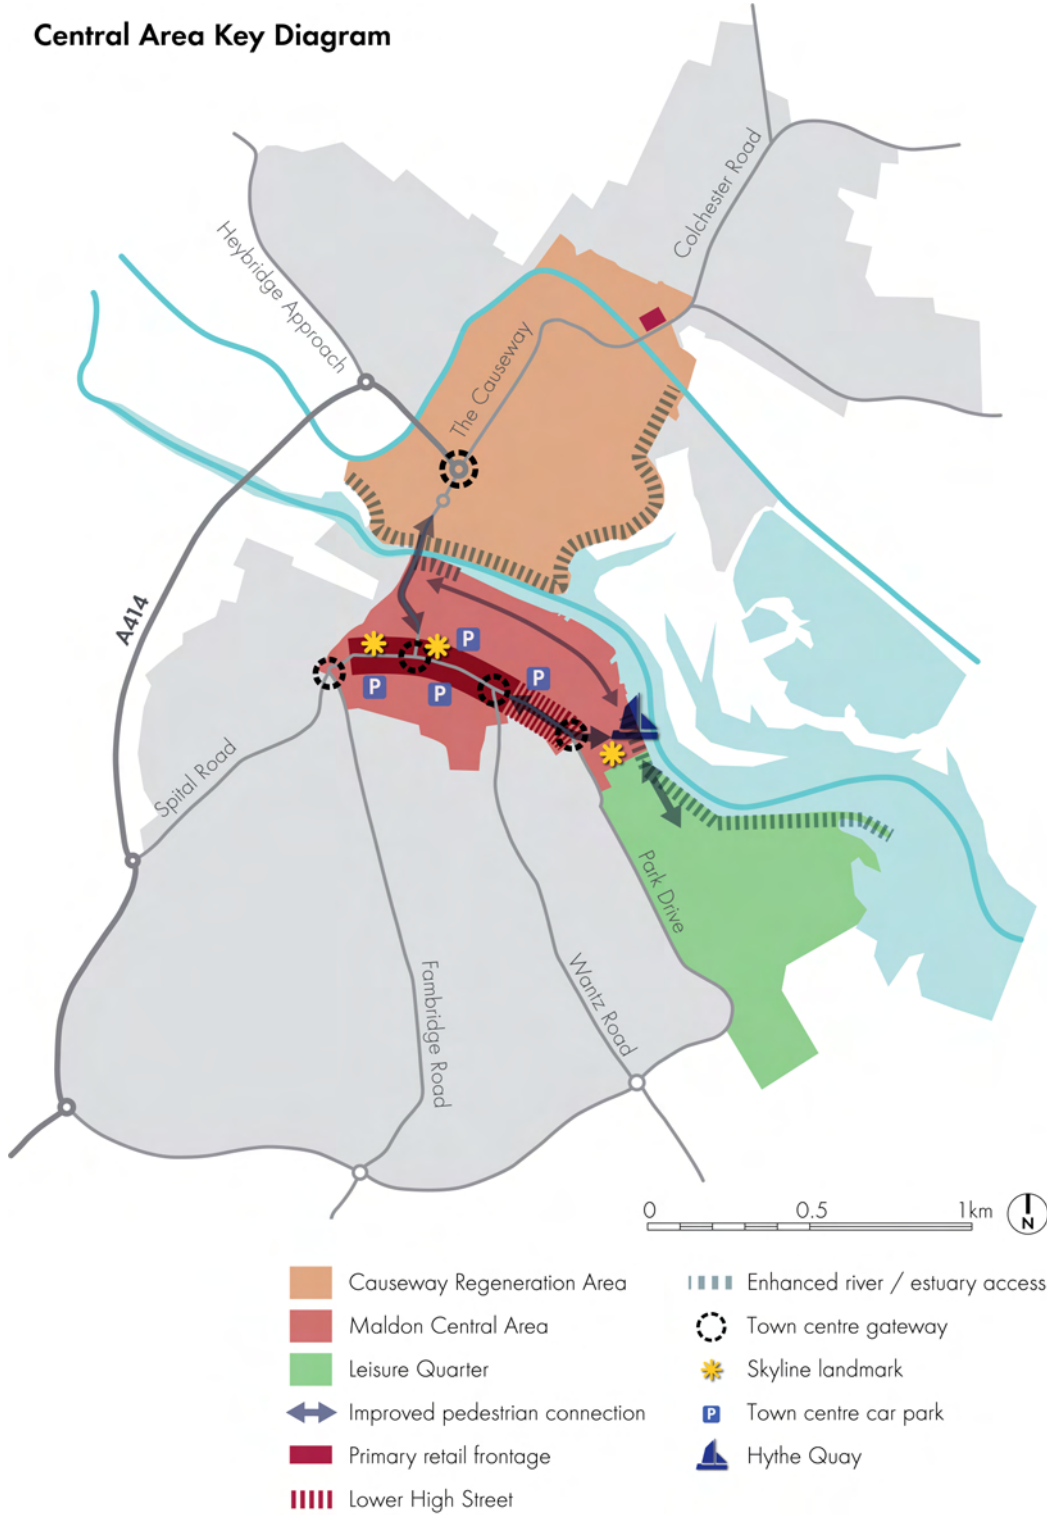 Central Area Key Diagram
Colchester Road
Heybridge Approach
The Causeway
A414
P
P
P
P
Spital Road
Park Drive
Fambridge Road
Wantz Road
0 0.5 1km
N
Causeway Regeneration Area
Maldon Central Area
Leisure Quarter
Improved pedestrian connection
Primary retail frontage
Lower High Street
Enhanced river / estuary access
Town centre gateway
Skyline landmark
P Town centre car park
Hythe Quay